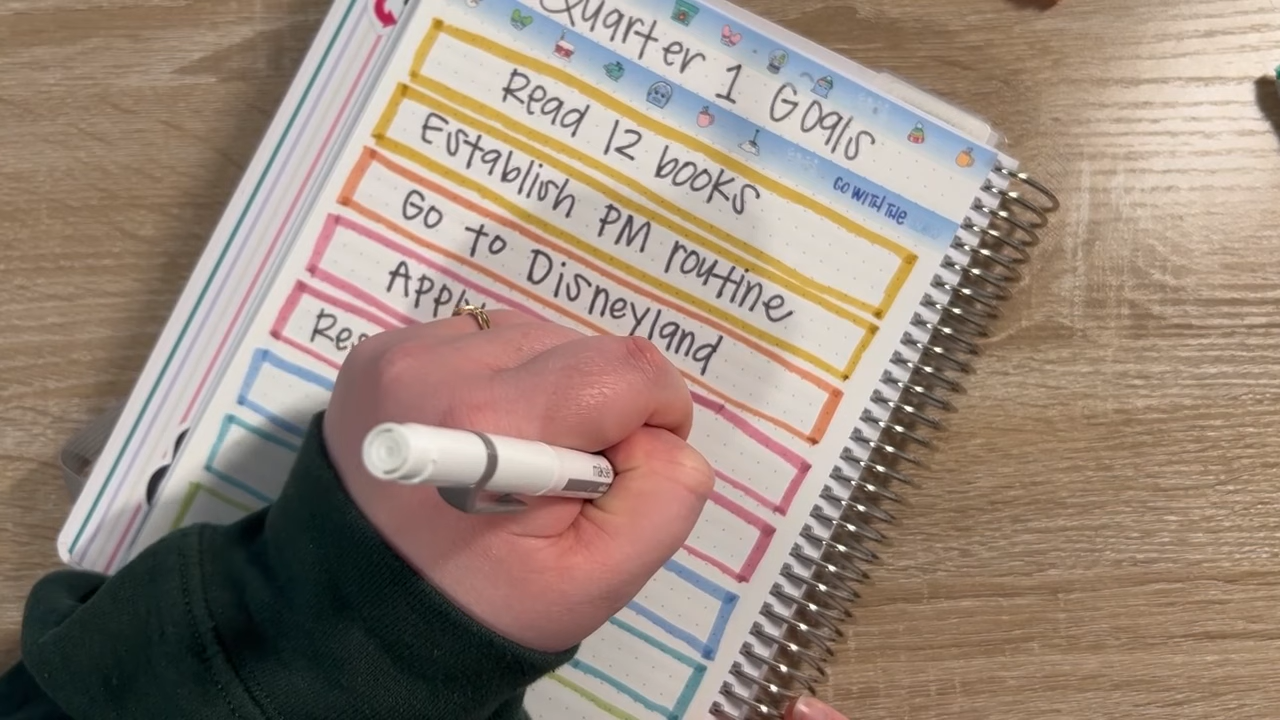 Quarter 1 Goals
GO WITH THE
Read 12 books
Establish PM routine
Go to Disneyland